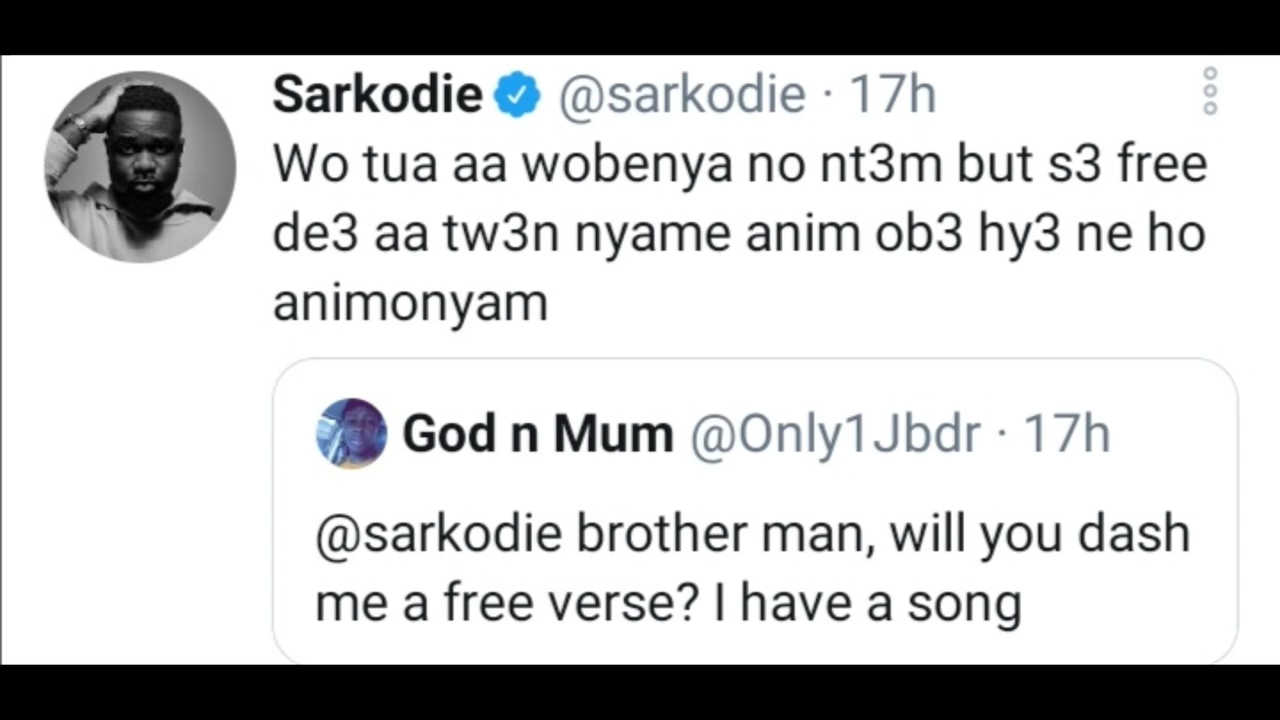 Sarkodie @sarkodie · 17h
Wo tua aa wobenya no nt3m but s3 free
de3 aa tw3n nyame anim ob3 hy3 ne ho
animonyam
God n Mum @Only1Jbdr · 17h
@sarkodie brother man, will you dash
me a free verse? I have a song